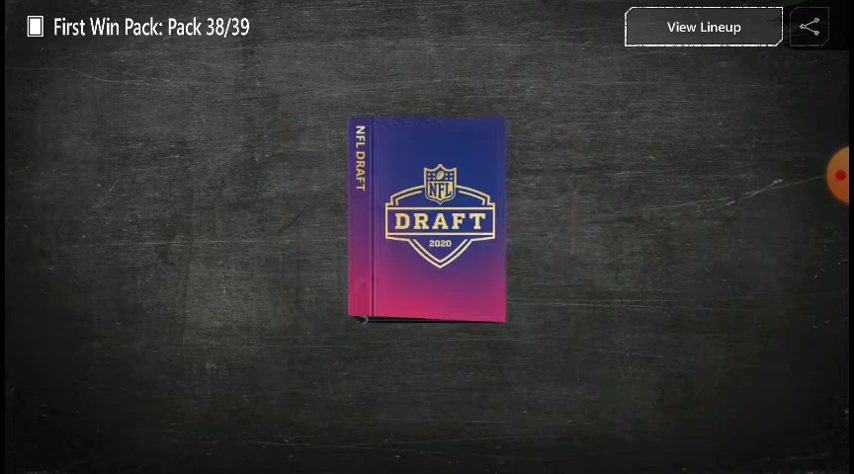 First Win Pack: Pack 38/39
View Lineup
NFL DRAFT
NFL
DRAFT
2020